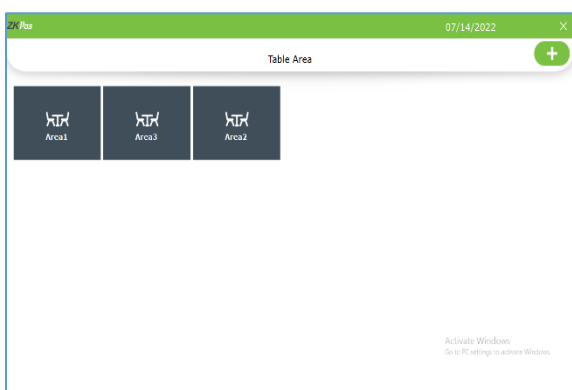 ZKPos
07/14/2022
X
Table Area
+
Area1
Area3
Area2
Activate Windows
Go to PC settings to activate Windows.